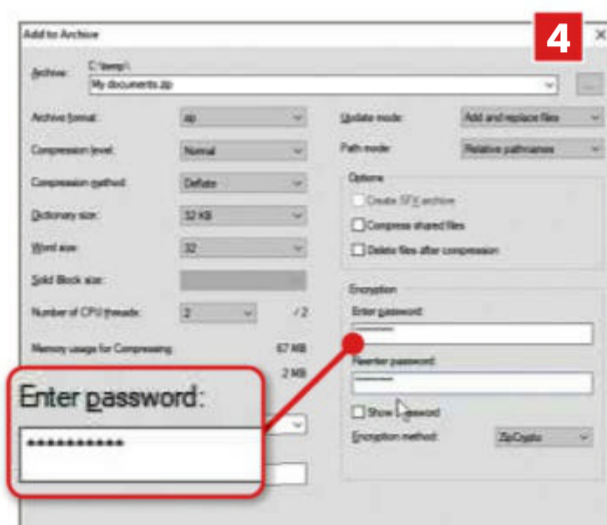 Add to Archive
4
Archive:
C:\temp\
My documents.zip
...
Archive format:
zip
Update mode:
Add and replace files
Compression level:
Normal
Path mode:
Relative pathnames
Compression method:
Deflate
Options
Create SFX archive
Dictionary size:
32 KB
Compress shared files
Word size:
32
Delete files after compression
Solid Block size:
Encryption
Number of CPU threads:
2
/ 2
Enter password:
**********
Memory usage for Compressing:
67 MB
Reenter password:
**********
2 MB
Enter password:
**********
Show Password
Encryption method:
ZipCrypto